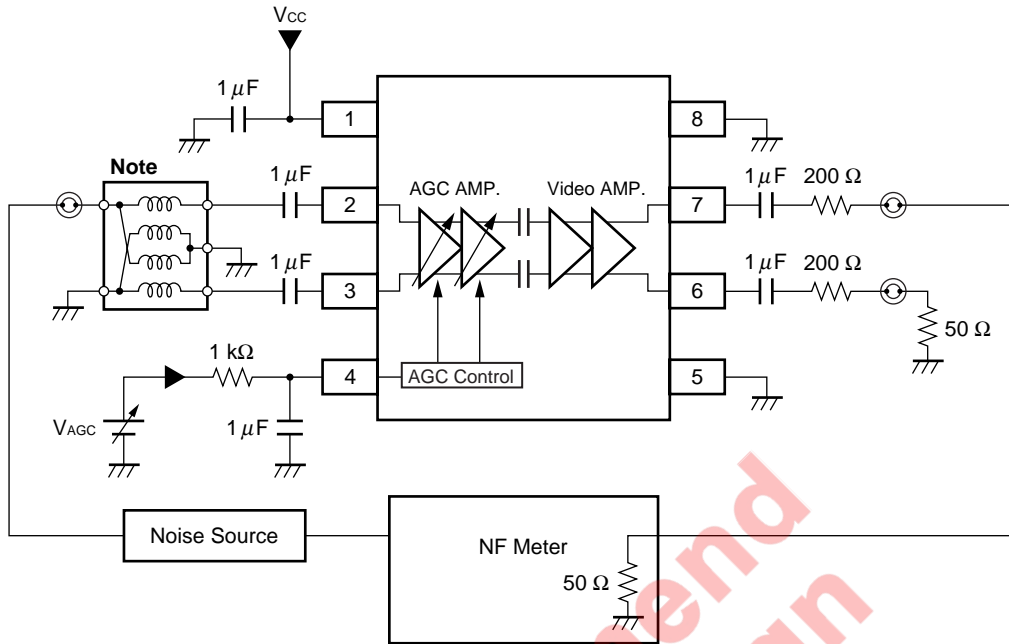 VCC
1 µF
1
8
Note
1 µF
2
AGC AMP.
Video AMP.
7
1 µF
200 Ω
1 µF
3
6
1 µF
200 Ω
50 Ω
1 kΩ
4
AGC Control
5
VAGC
1 µF
Noise Source
NF Meter
50 Ω